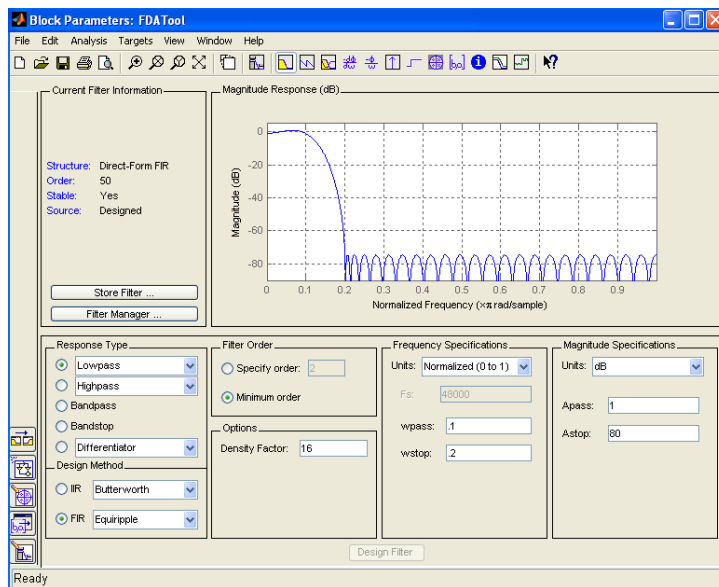 Block Parameters: FDATool
File Edit Analysis Targets View Window Help
Current Filter Information
Structure: Direct-Form FIR
Order: 50
Stable: Yes
Source: Designed
Store Filter ...
Filter Manager ...
Magnitude Response (dB)
Magnitude (dB)
0
-20
-40
-60
-80
0 0.1 0.2 0.3 0.4 0.5 0.6 0.7 0.8 0.9
Normalized Frequency (×π rad/sample)
Response Type
Lowpass
Highpass
Bandpass
Bandstop
Differentiator
Design Method
IIR Butterworth
FIR Equiripple
Filter Order
Specify order: 2
Minimum order
Options
Density Factor: 16
Frequency Specifications
Units: Normalized (0 to 1)
Fs: 48000
wpass: .1
wstop: .2
Magnitude Specifications
Units: dB
Apass: 1
Astop: 80
Design Filter
Ready